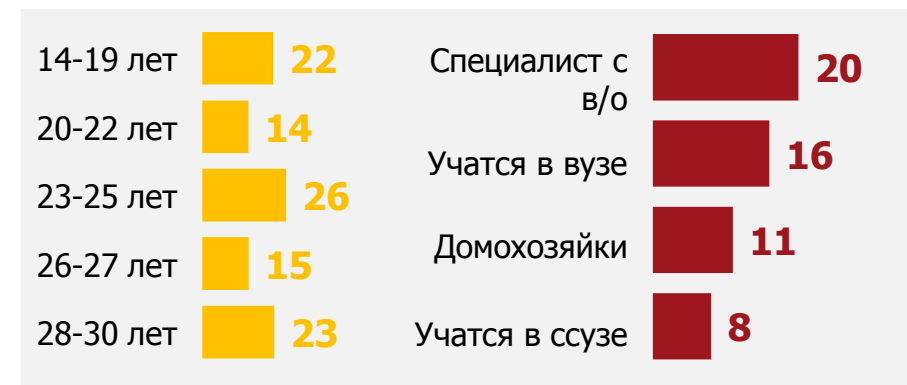 14-19 лет 22
20-22 лет 14
23-25 лет 26
26-27 лет 15
28-30 лет 23
Специалист с
в/о 20
Учатся в вузе 16
Домохозяйки 11
Учатся в ссузе 8